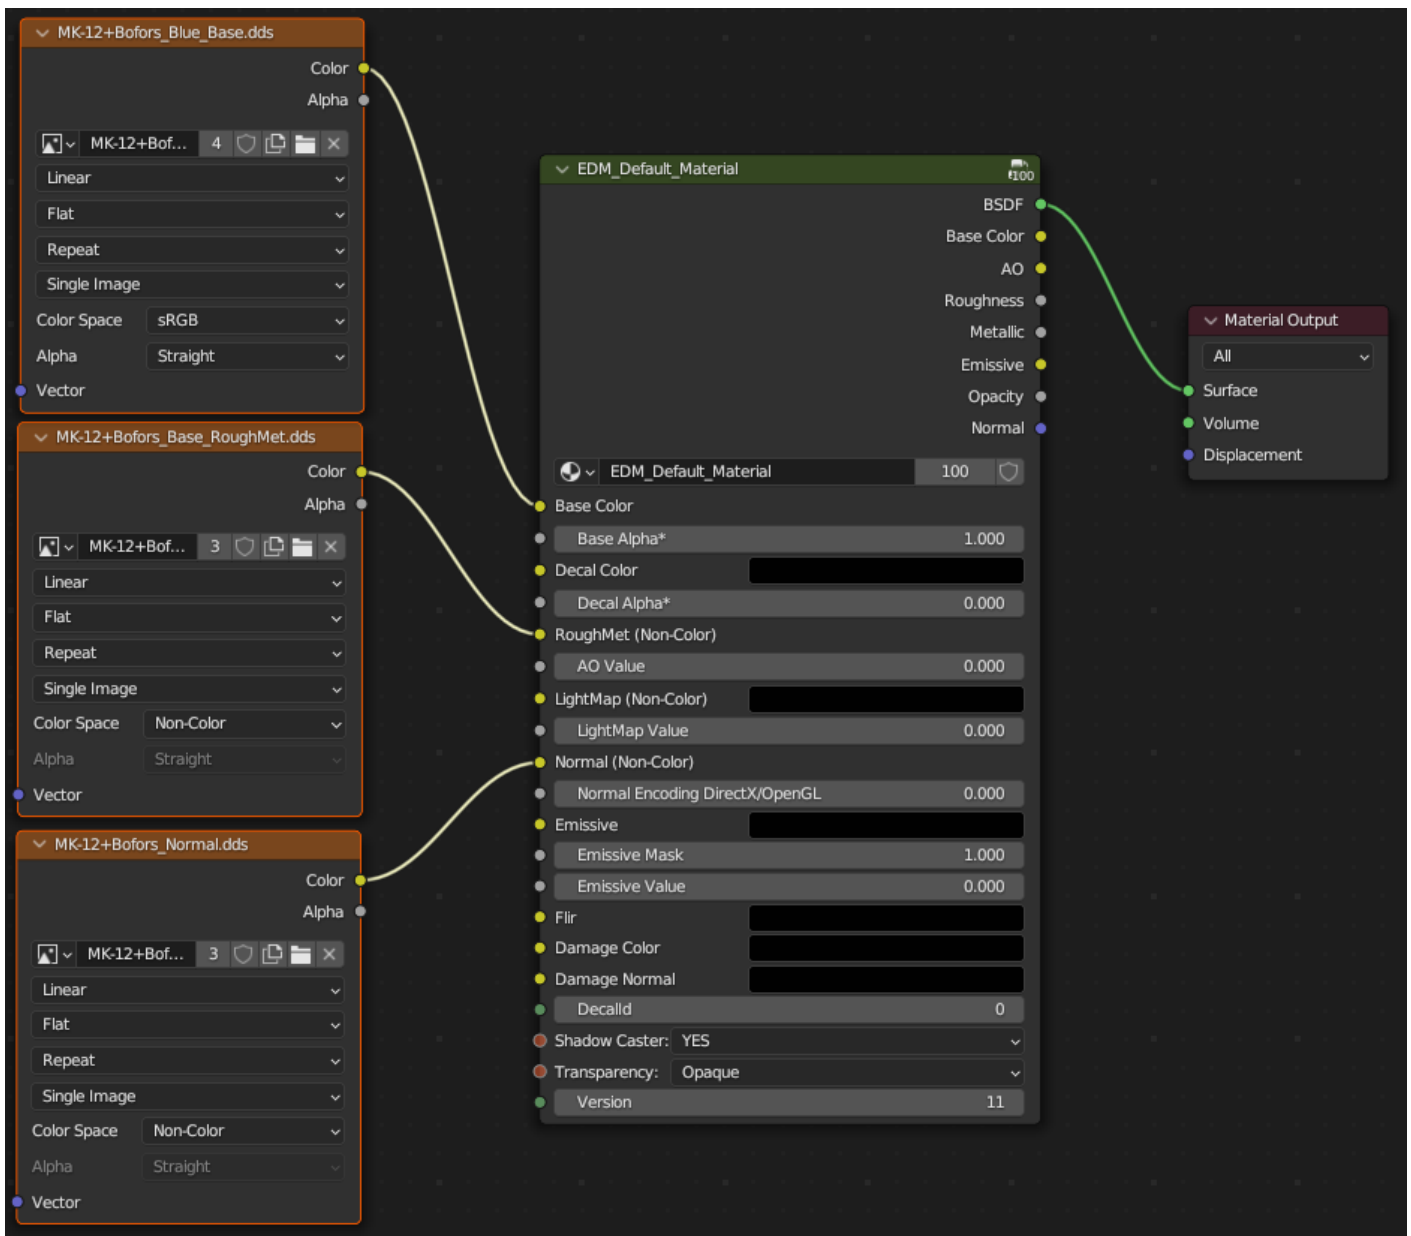 MK-12+Bofors_Blue_Base.dds
Color
Alpha
MK-12+Bof... 4
Linear
Flat
Repeat
Single Image
Color Space sRGB
Alpha Straight
Vector
MK-12+Bofors_Base_RoughMet.dds
Color
Alpha
MK-12+Bof... 3
Linear
Flat
Repeat
Single Image
Color Space Non-Color
Alpha Straight
Vector
MK-12+Bofors_Normal.dds
Color
Alpha
MK-12+Bof... 3
Linear
Flat
Repeat
Single Image
Color Space Non-Color
Alpha Straight
Vector
EDM_Default_Material 100
BSDF
Base Color
AO
Roughness
Metallic
Emissive
Opacity
Normal
EDM_Default_Material 100
Base Color
Base Alpha* 1.000
Decal Color
Decal Alpha* 0.000
RoughMet (Non-Color)
AO Value 0.000
LightMap (Non-Color)
LightMap Value 0.000
Normal (Non-Color)
Normal Encoding DirectX/OpenGL 0.000
Emissive
Emissive Mask 1.000
Emissive Value 0.000
Flir
Damage Color
Damage Normal
DecalId 0
Shadow Caster: YES
Transparency: Opaque
Version 11
Material Output
All
Surface
Volume
Displacement